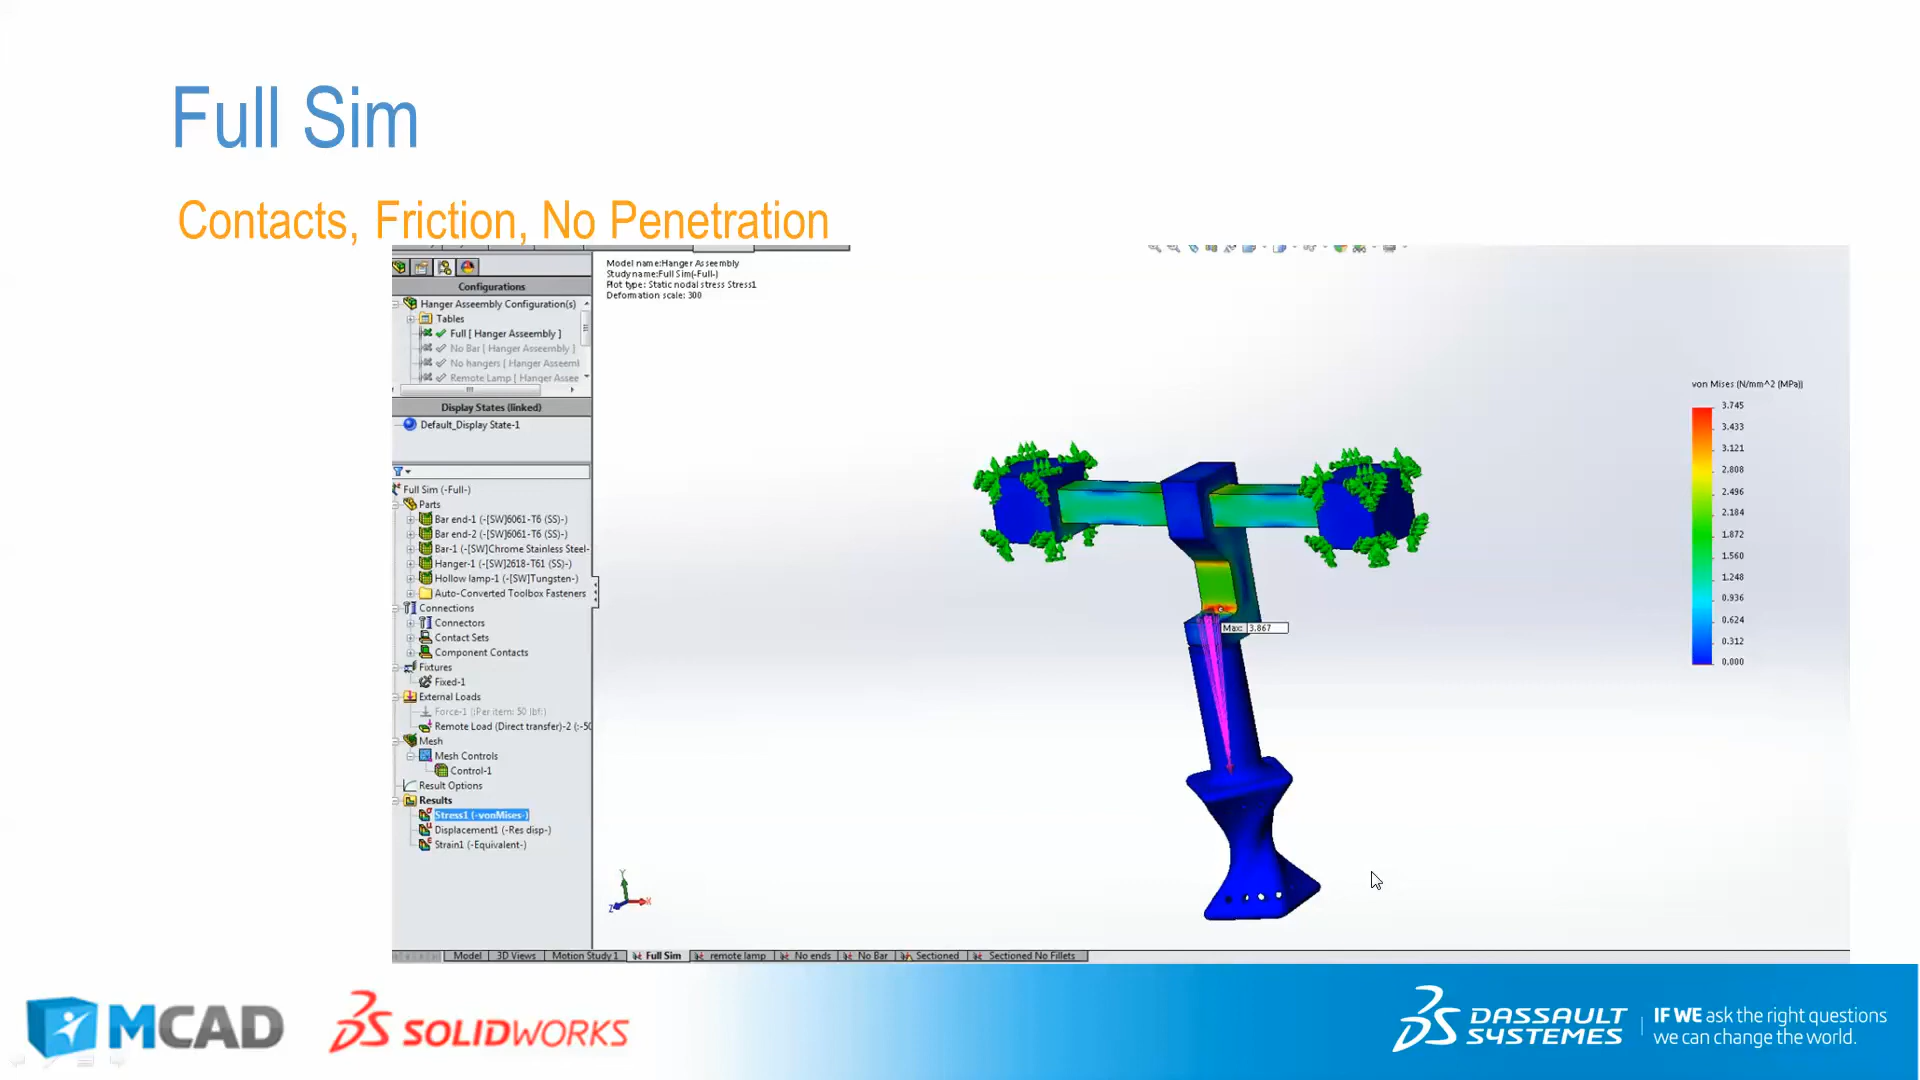 Full Sim
Contacts, Friction, No Penetration
Configurations
Hanger Asseembly Configuration(s)
Tables
Full [ Hanger Asseembly ]
No Bar [ Hanger Asseembly ]
No hangers [ Hanger Asseembl
Remote Lamp [ Hanger Assee
Display States (linked)
Default_Display State-1
Full Sim (-Full-)
Parts
Bar end-1 (-[SW]6061-T6 (SS)-)
Bar end-2 (-[SW]6061-T6 (SS)-)
Bar-1 (-[SW]Chrome Stainless Steel-
Hanger-1 (-[SW]2618-T61 (SS)-)
Hollow lamp-1 (-[SW]Tungsten-)
Auto-Converted Toolbox Fasteners
Connections
Connectors
Contact Sets
Component Contacts
Fixtures
Fixed-1
External Loads
Force-1 (:Per item: 50 lbf:)
Remote Load (Direct transfer)-2 (:-50
Mesh
Mesh Controls
Control-1
Result Options
Results
Stress1 (-vonMises-)
Displacement1 (-Res disp-)
Strain1 (-Equivalent-)
Model name:Hanger Asseembly
Study name:Full Sim(-Full-)
Plot type: Static nodal stress Stress1
Deformation scale: 300
von Mises (N/mm^2 (MPa))
3.745
3.433
3.121
2.808
2.496
2.184
1.872
1.560
1.248
0.936
0.624
0.312
0.000
Max: 3.867
Y
X
Z
Model 3D Views Motion Study 1 Full Sim remote lamp No ends No Bar Sectioned Sectioned No Fillets
MCAD
SOLIDWORKS
DASSAULT
SYSTEMES
IF WE ask the right questions
we can change the world.